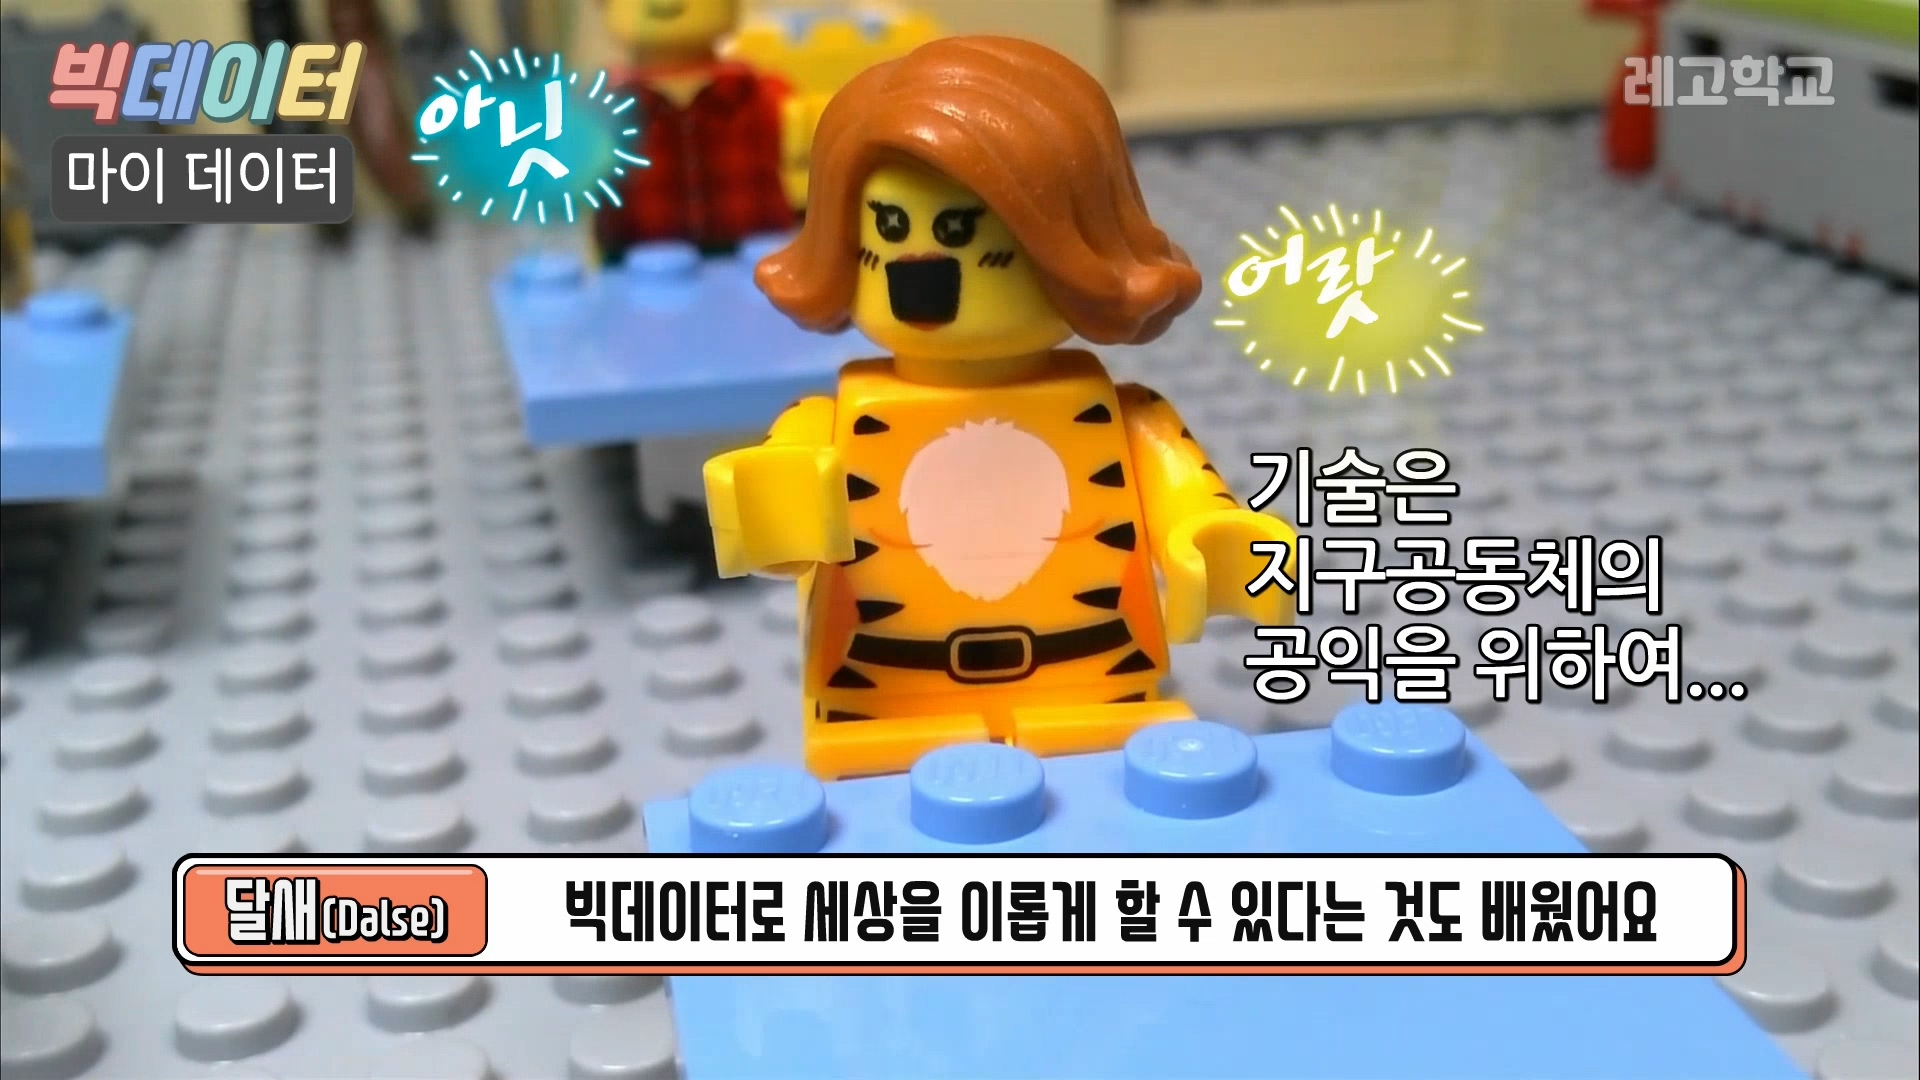 빅데이터
마이 데이터
아닛
레고학교
어랏
기술은
지구공동체의
공익을 위하여...
달새(Dalse)
빅데이터로 세상을 이롭게 할 수 있다는 것도 배웠어요